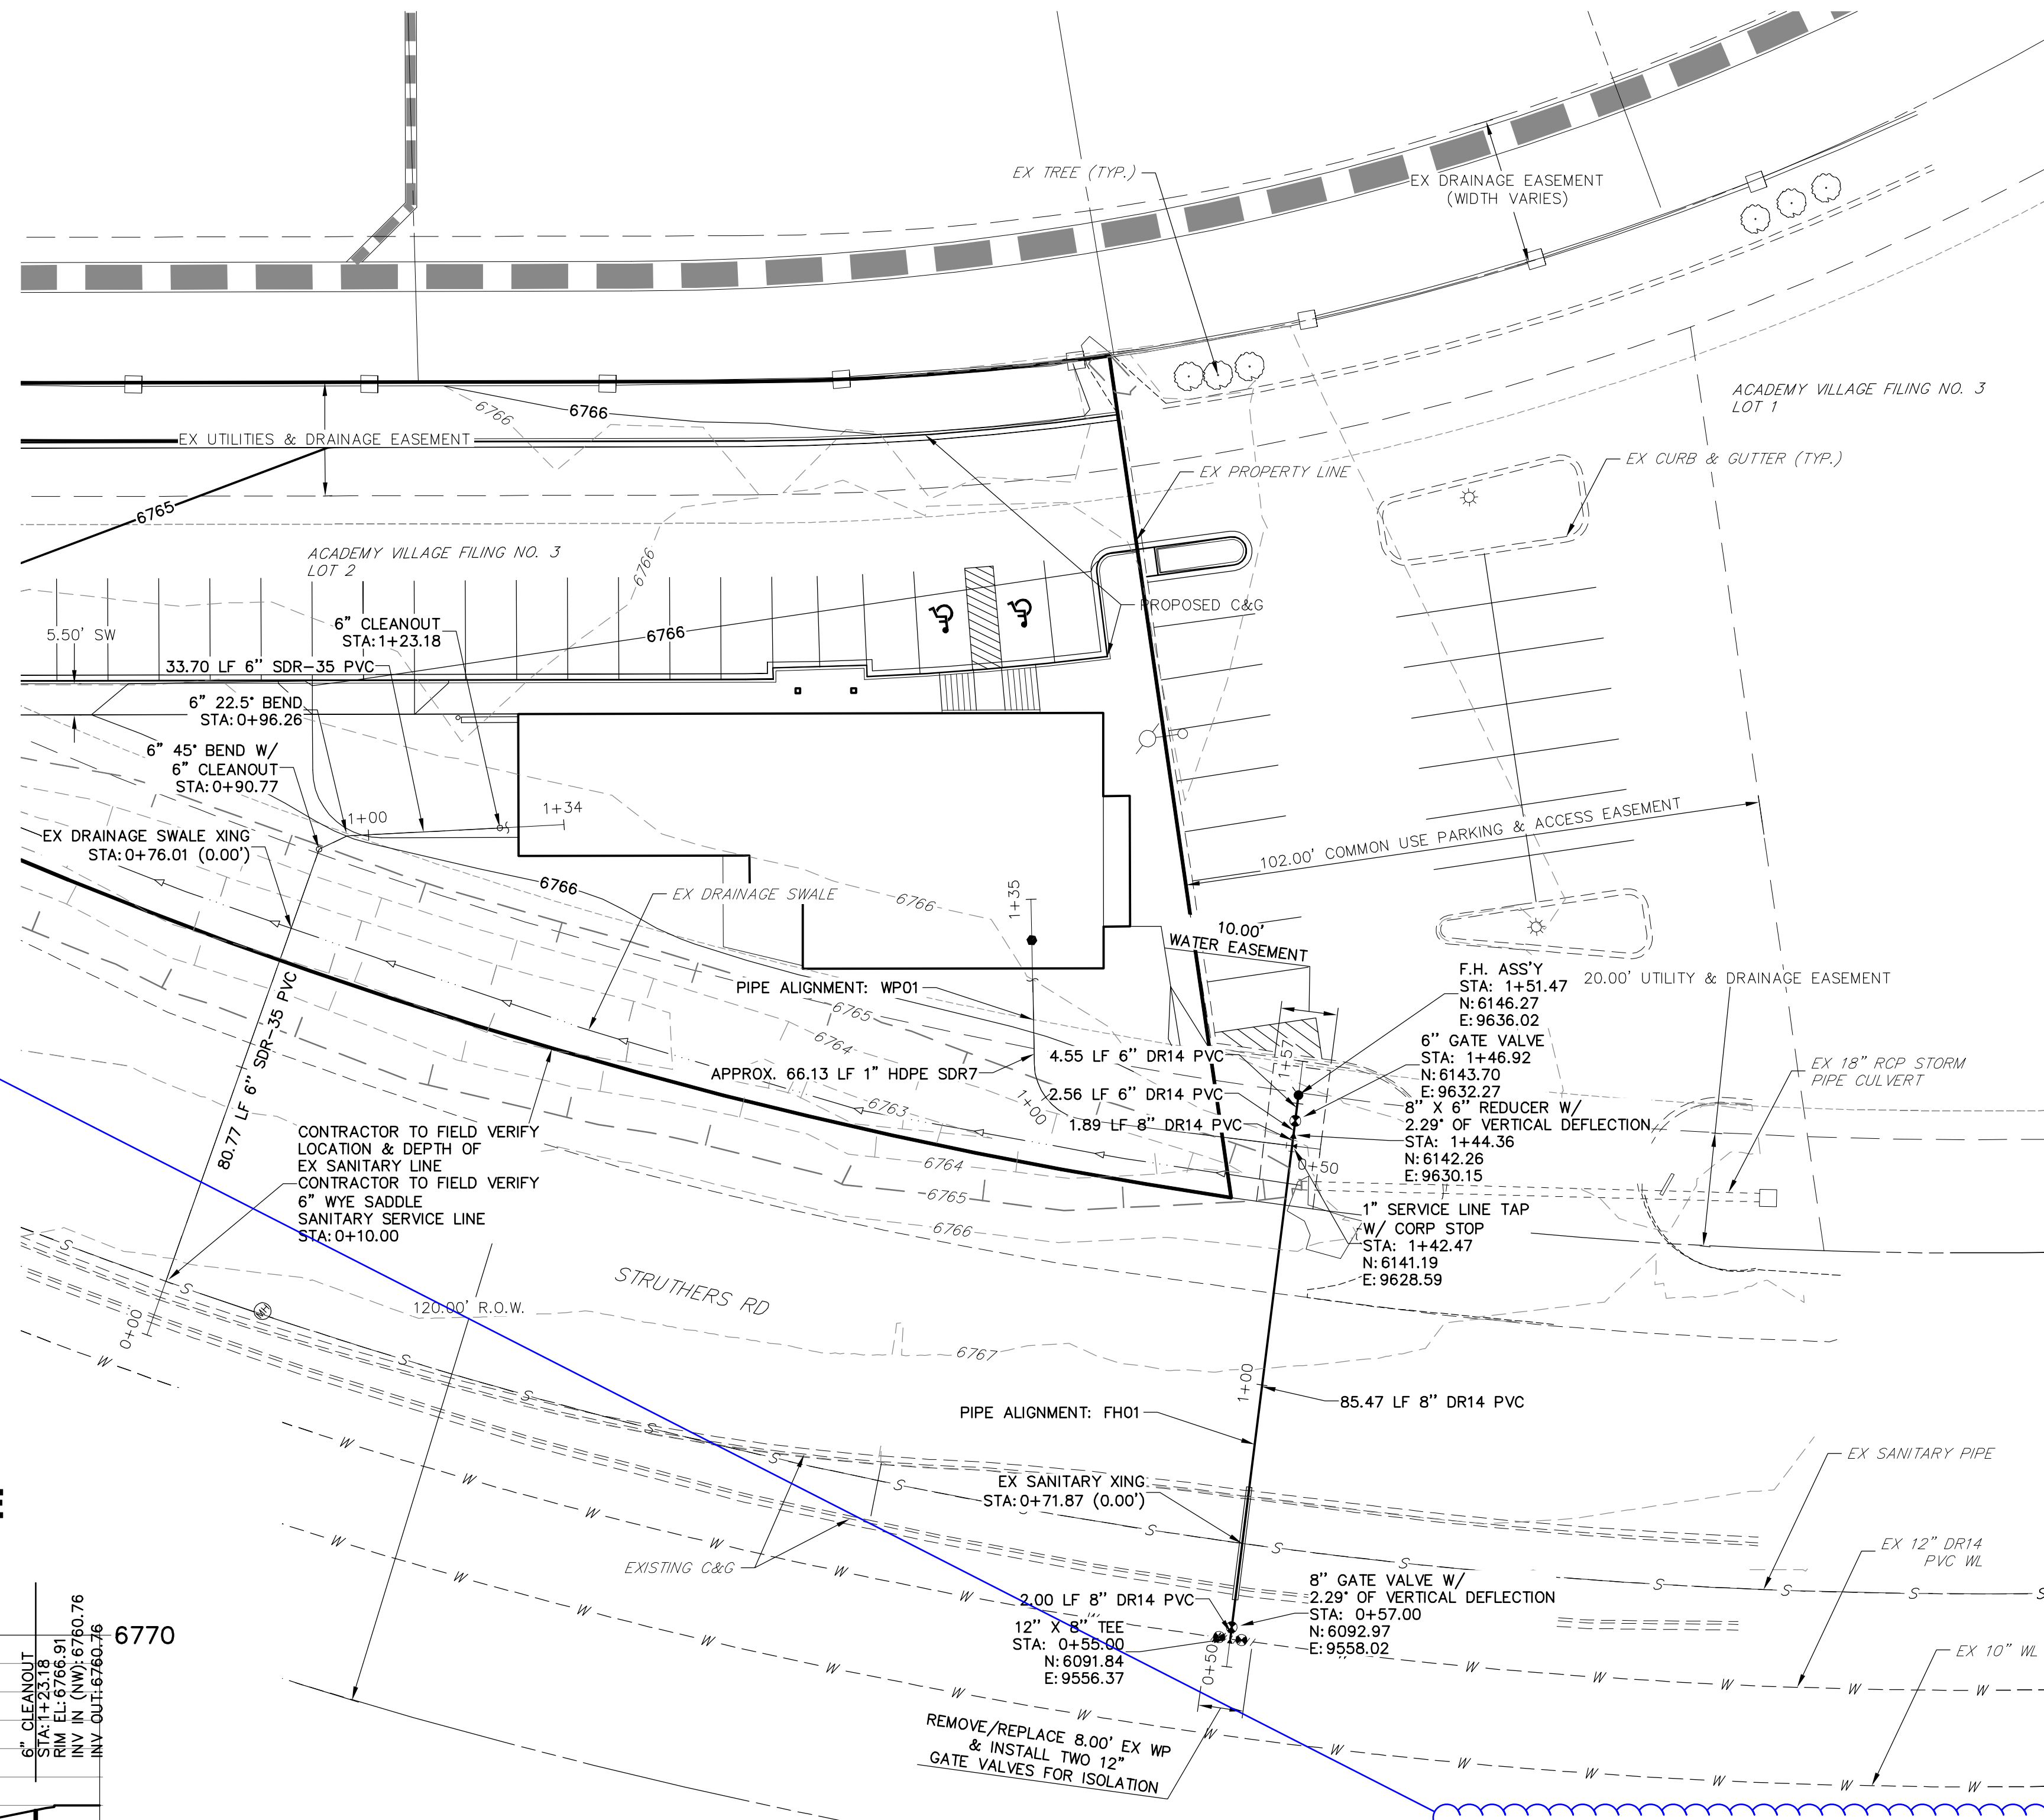 EX TREE (TYP.)
EX DRAINAGE EASEMENT
(WIDTH VARIES)
ACADEMY VILLAGE FILING NO. 3
LOT 1
6766
6766
EX UTILITIES & DRAINAGE EASEMENT
EX PROPERTY LINE
EX CURB & GUTTER (TYP.)
6765
ACADEMY VILLAGE FILING NO. 3
LOT 2
6766
PROPOSED C&G
5.50' SW
6" CLEANOUT
STA:1+23.18
6766
33.70 LF 6" SDR-35 PVC
6" 22.5° BEND
STA:0+96.26
6" 45° BEND W/
6" CLEANOUT
STA:0+90.77
1+00
1+34
EX DRAINAGE SWALE XING
STA:0+76.01 (0.00')
102.00' COMMON USE PARKING & ACCESS EASEMENT
6766
EX DRAINAGE SWALE
6766
1+35
10.00'
WATER EASEMENT
F.H. ASS'Y
STA: 1+51.47
N:6146.27
E:9636.02
20.00' UTILITY & DRAINAGE EASEMENT
PIPE ALIGNMENT: WP01
6765
6764
6" GATE VALVE
STA: 1+46.92
N:6143.70
E:9632.27
4.55 LF 6" DR14 PVC
1+57
EX 18" RCP STORM
PIPE CULVERT
APPROX. 66.13 LF 1" HDPE SDR7
6763
1+00
2.56 LF 6" DR14 PVC
8" X 6" REDUCER W/
2.29° OF VERTICAL DEFLECTION
STA: 1+44.36
N:6142.26
E:9630.15
1.89 LF 8" DR14 PVC
80.77 LF 6" SDR-35 PVC
CONTRACTOR TO FIELD VERIFY
LOCATION & DEPTH OF
EX SANITARY LINE
CONTRACTOR TO FIELD VERIFY
6" WYE SADDLE
SANITARY SERVICE LINE
STA:0+10.00
6764
0+50
6765
6766
1" SERVICE LINE TAP
W/ CORP STOP
STA: 1+42.47
N:6141.19
E:9628.59
S
S
MH
0+00
STRUTHERS RD
120.00' R.O.W.
6767
W
S
1+00
S
85.47 LF 8" DR14 PVC
PIPE ALIGNMENT: FH01
S
W
S
EX SANITARY PIPE
W
S
EX SANITARY XING
STA:0+71.87 (0.00')
W
S
W
W
S
EX 12" DR14
PVC WL
EXISTING C&G
W
W
S
S
S
S
S
W
W
8" GATE VALVE W/
2.29° OF VERTICAL DEFLECTION
STA: 0+57.00
N:6092.97
E:9558.02
2.00 LF 8" DR14 PVC
12" X 8" TEE
STA: 0+55.00
N:6091.84
E:9556.37
W
W
0+50
EX 10" WL
W
W
W
W
W
W
W
W
REMOVE/REPLACE 8.00' EX WP
& INSTALL TWO 12"
GATE VALVES FOR ISOLATION
W
W
W
W
W
W
W
6770
6" CLEANOUT
STA:1+23.18
RIM EL:6766.91
INV IN (NW):6760.76
INV OUT:6760.76